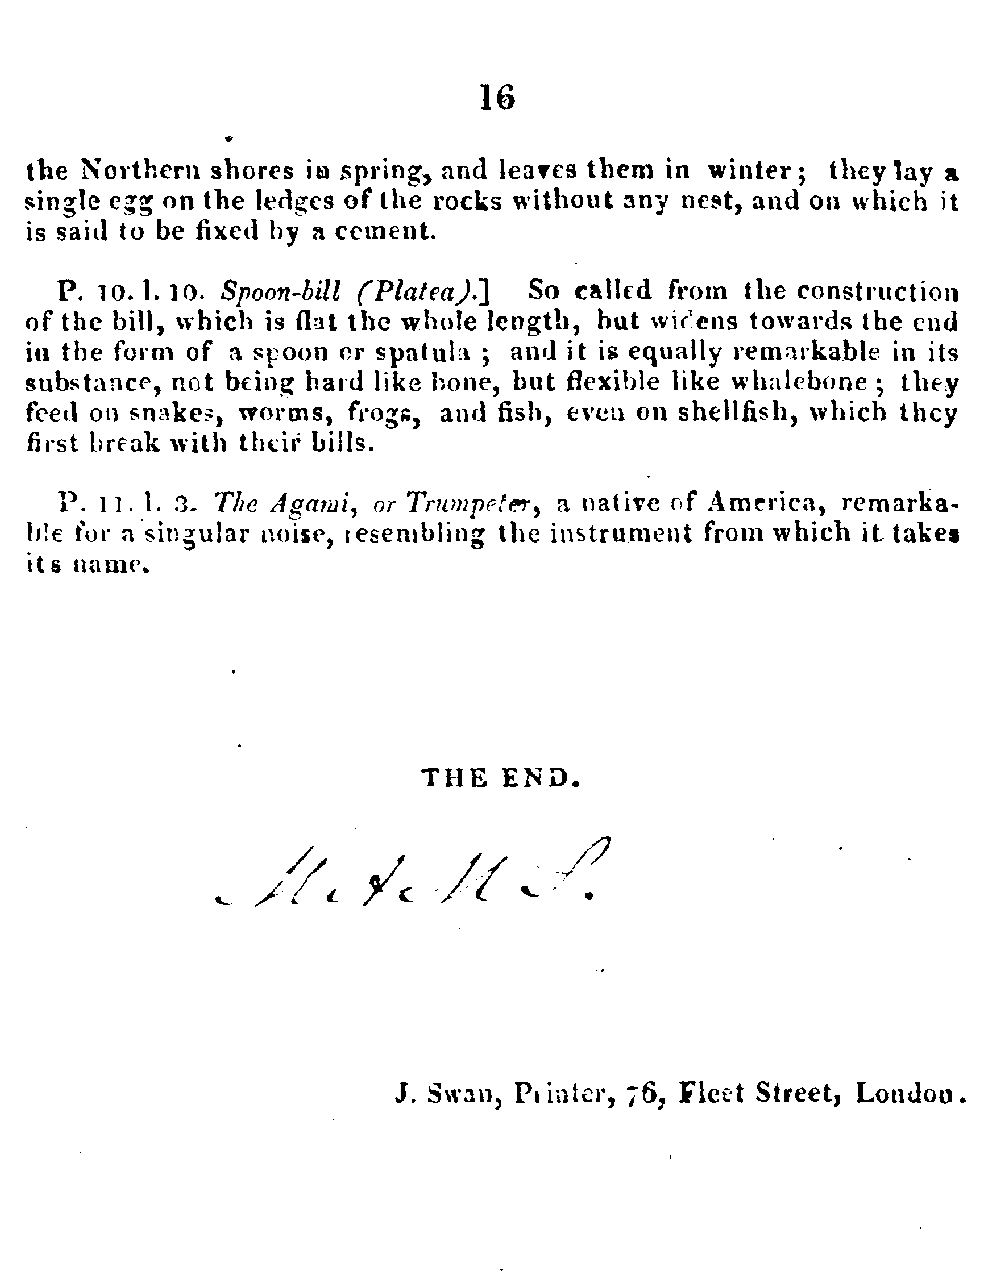 16
the Northern shores in spring, and leaves them in winter; they lay a
single egg on the ledges of the rocks without any nest, and on which it
is said to be fixed by a cement.
P. 10. l. 10. Spoon-bill (Platea).] So called from the construction
of the bill, which is flat the whole length, but widens towards the end
in the form of a spoon or spatula; and it is equally remarkable in its
substance, not being hard like bone, but flexible like whalebone; they
feed on snakes, worms, frogs, and fish, even on shellfish, which they
first break with their bills.
P. 11. l. 3. The Agami, or Trumpeter, a native of America, remarka-
ble for a singular noise, resembling the instrument from which it takes
its name.
THE END.
J. Swan, Printer, 76, Fleet Street, London.